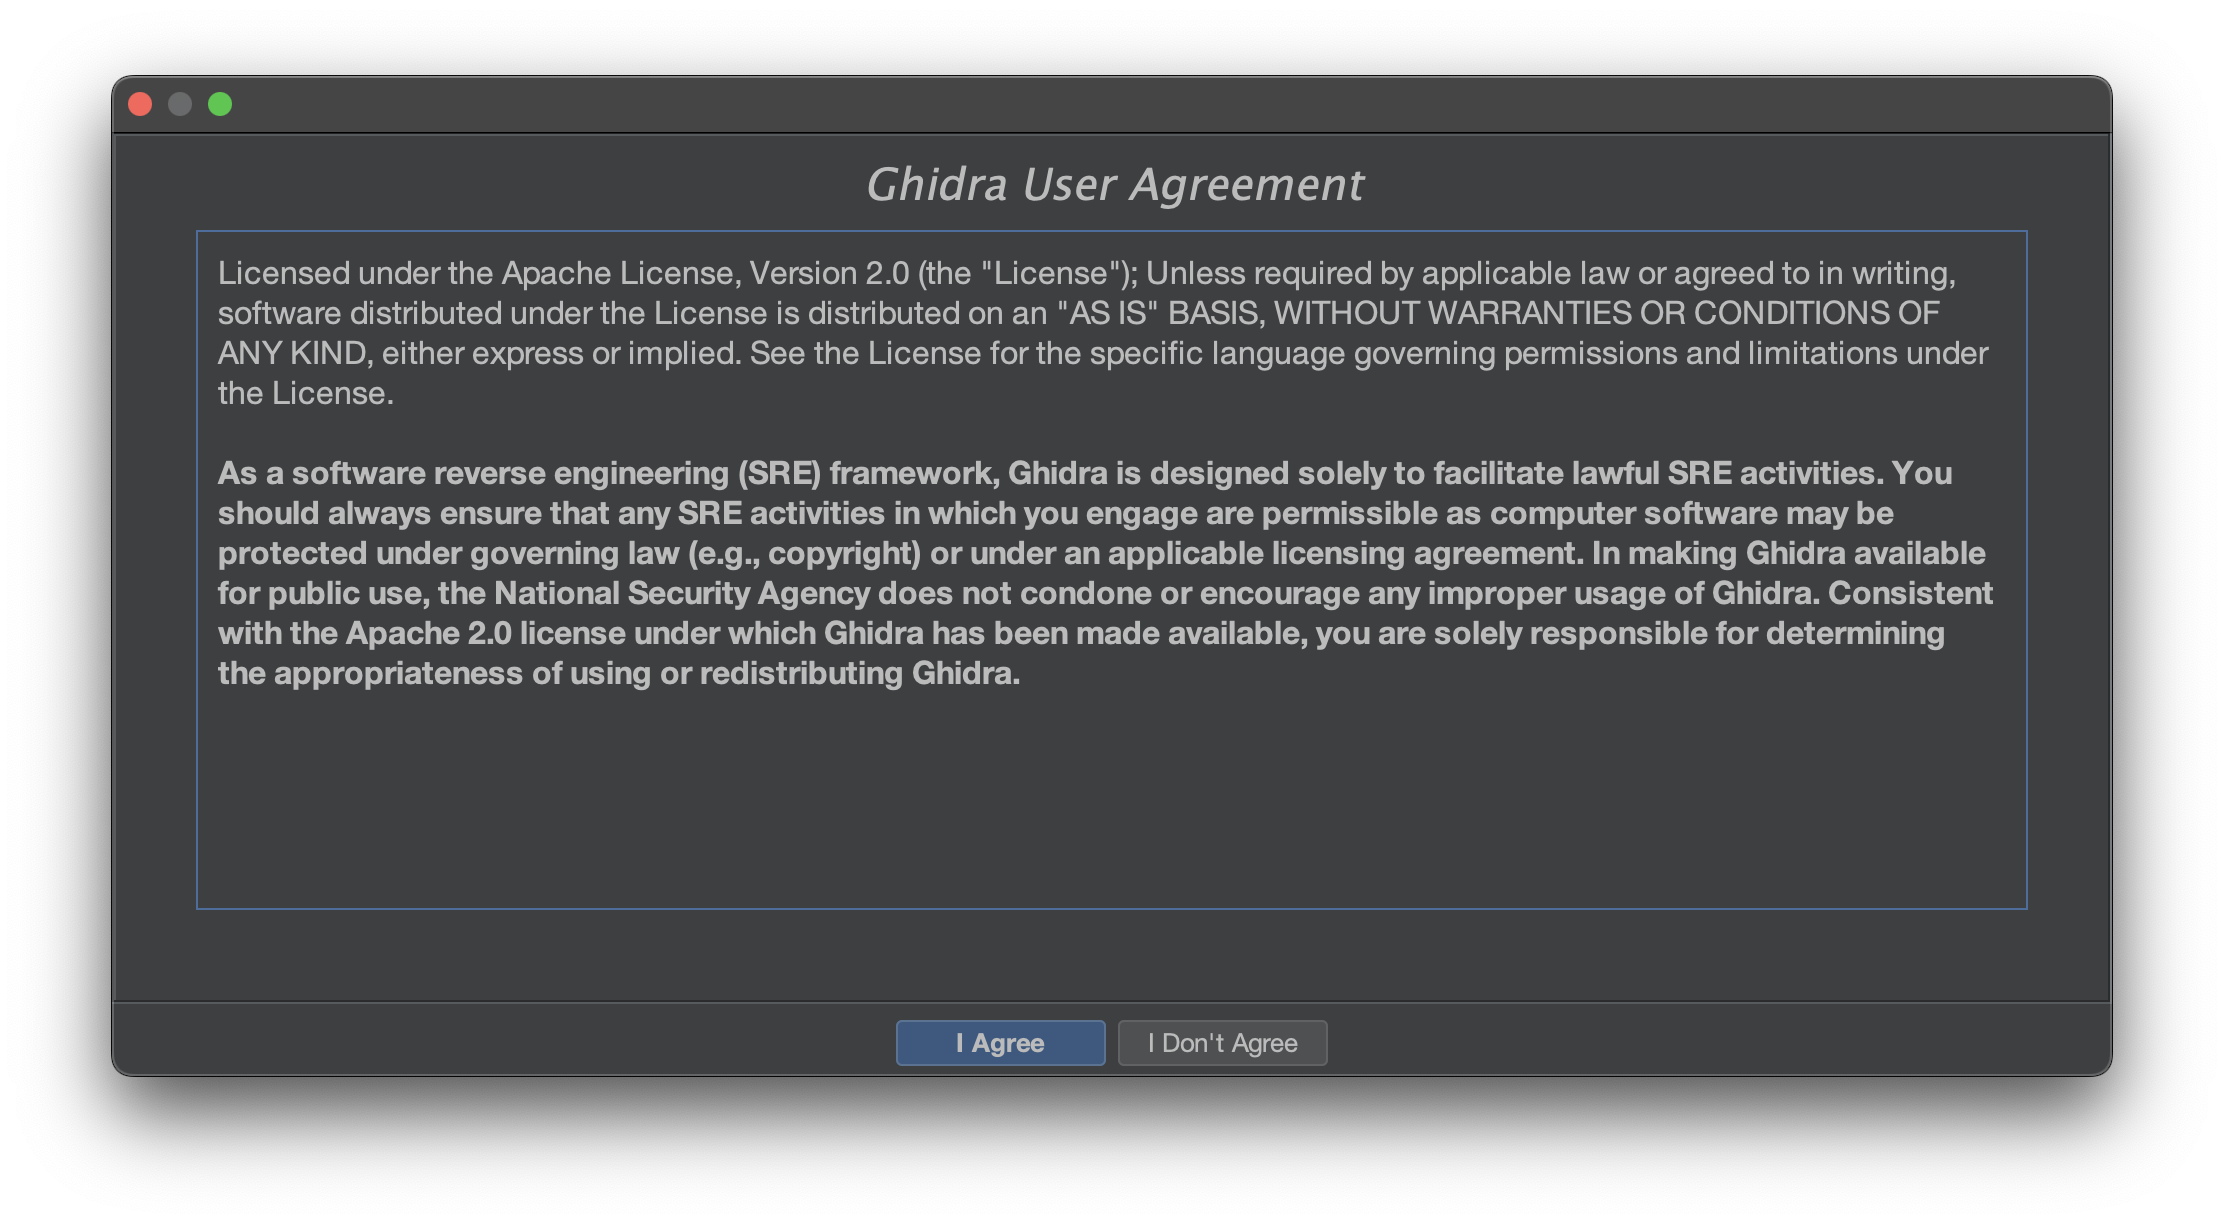 Ghidra User Agreement
Licensed under the Apache License, Version 2.0 (the "License"); Unless required by applicable law or agreed to in writing,
software distributed under the License is distributed on an "AS IS" BASIS, WITHOUT WARRANTIES OR CONDITIONS OF
ANY KIND, either express or implied. See the License for the specific language governing permissions and limitations under
the License.
As a software reverse engineering (SRE) framework, Ghidra is designed solely to facilitate lawful SRE activities. You
should always ensure that any SRE activities in which you engage are permissible as computer software may be
protected under governing law (e.g., copyright) or under an applicable licensing agreement. In making Ghidra available
for public use, the National Security Agency does not condone or encourage any improper usage of Ghidra. Consistent
with the Apache 2.0 license under which Ghidra has been made available, you are solely responsible for determining
the appropriateness of using or redistributing Ghidra.
I Agree
I Don't Agree